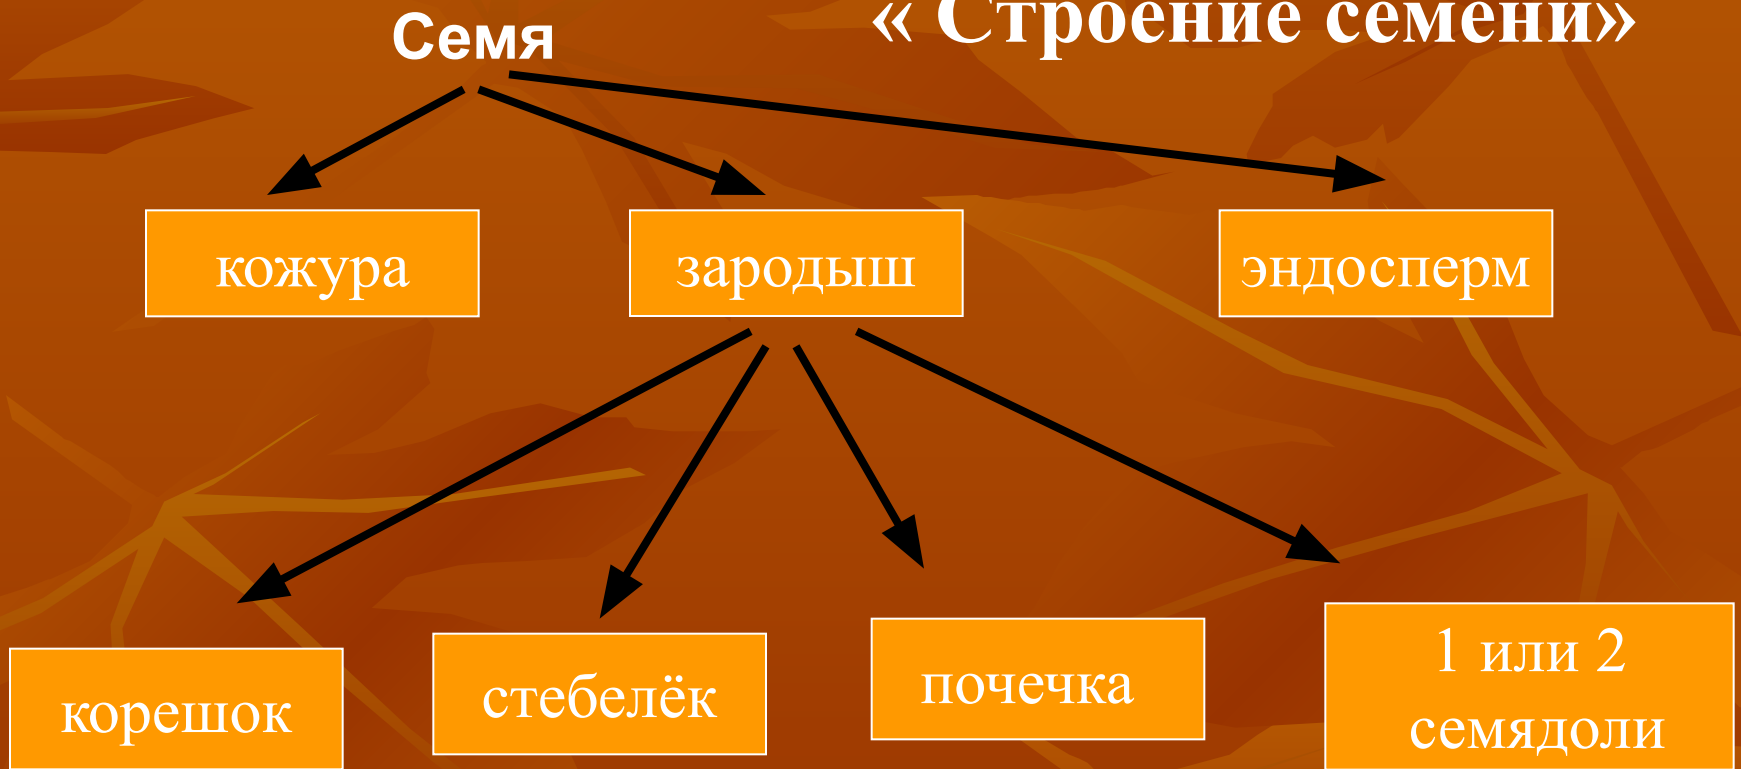 « Строение семени»
Семя
кожура
зародыш
эндосперм
корешок
стебелёк
почечка
1 или 2
семядоли